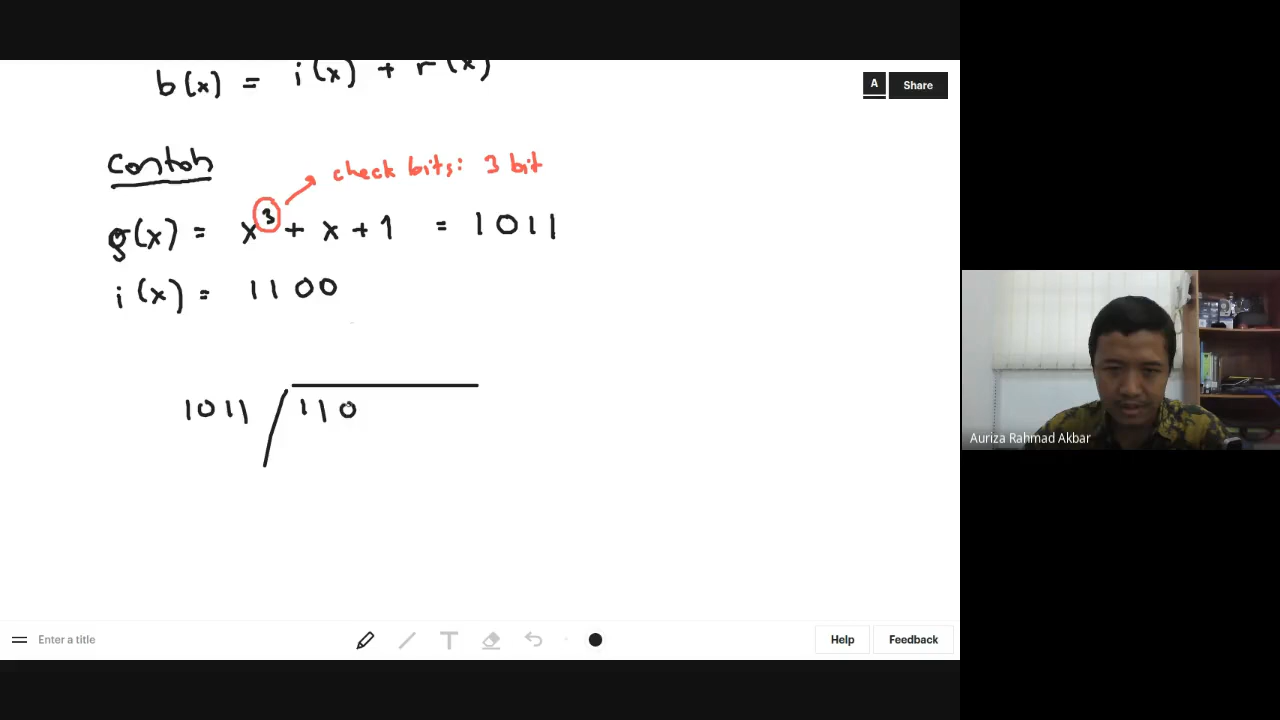 b(x) = i(x) + r(x)
A Share
Contoh
check bits: 3 bit
g(x) = x³ + x + 1 = 1011
i(x) = 1100
1011 / 110
Auriza Rahmad Akbar
Enter a title
T
Help
Feedback